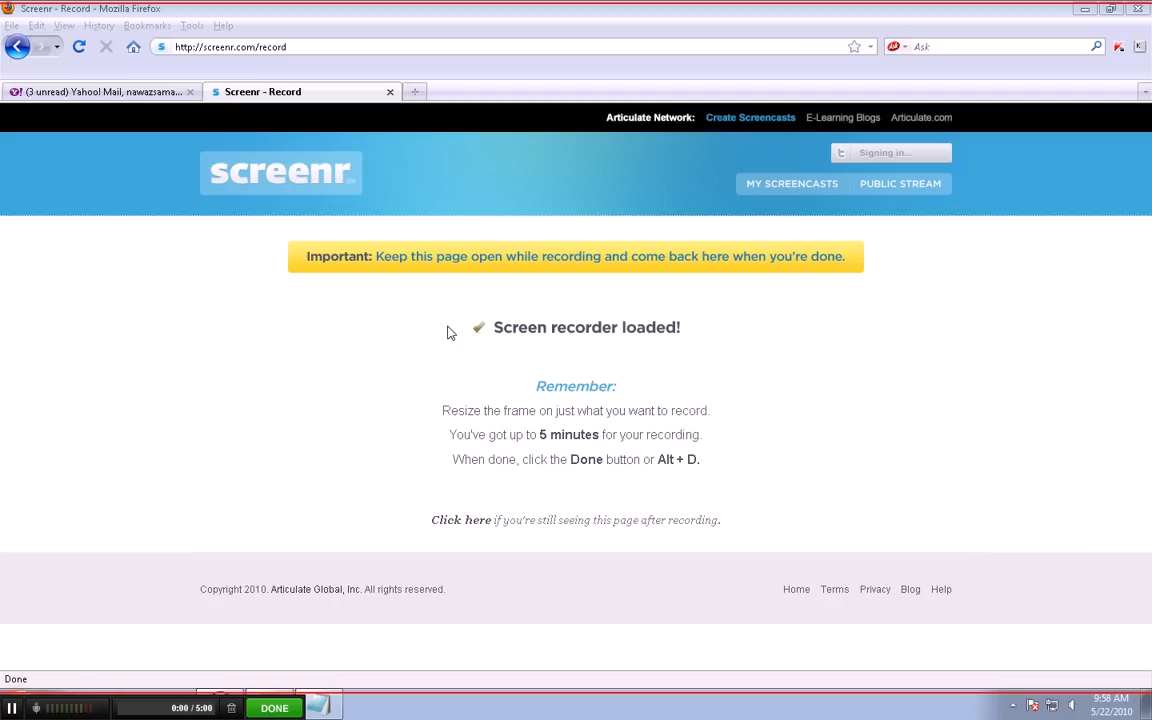 Screenr - Record - Mozilla Firefox
File Edit View History Bookmarks Tools Help
http://screenr.com/record
Ask
(3 unread) Yahoo! Mail, nawazsama...
Screenr - Record
Articulate Network: Create Screencasts E-Learning Blogs Articulate.com
screenr
Signing in...
MY SCREENCASTS PUBLIC STREAM
Important: Keep this page open while recording and come back here when you're done.
Screen recorder loaded!
Remember:
Resize the frame on just what you want to record.
You've got up to 5 minutes for your recording.
When done, click the Done button or Alt + D.
Click here if you're still seeing this page after recording.
Copyright 2010. Articulate Global, Inc. All rights reserved.
Home Terms Privacy Blog Help
Done
0:00 / 5:00
DONE
9:58 AM
5/22/2010